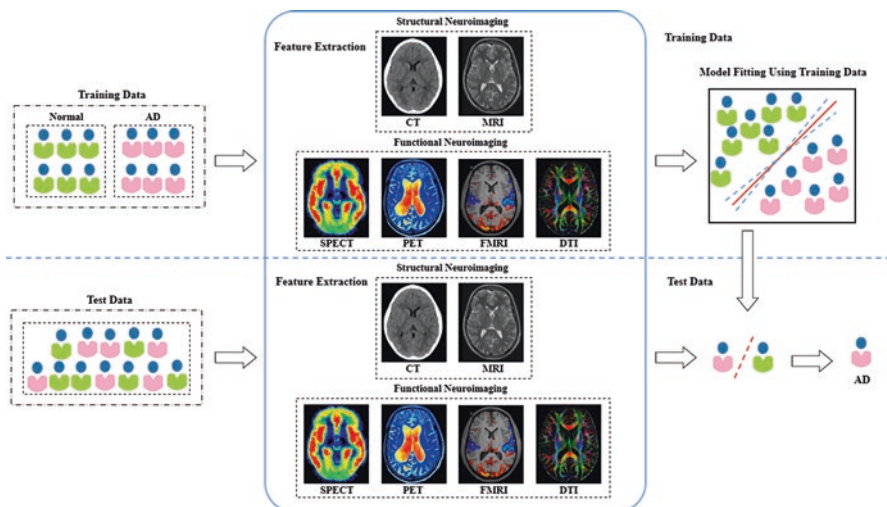 Structural Neuroimaging
Feature Extraction
CT
MRI
Training Data
Normal
AD
Functional Neuroimaging
SPECT
PET
FMRI
DTI
Training Data
Model Fitting Using Training Data
Structural Neuroimaging
Feature Extraction
CT
MRI
Test Data
Functional Neuroimaging
SPECT
PET
FMRI
DTI
Test Data
AD